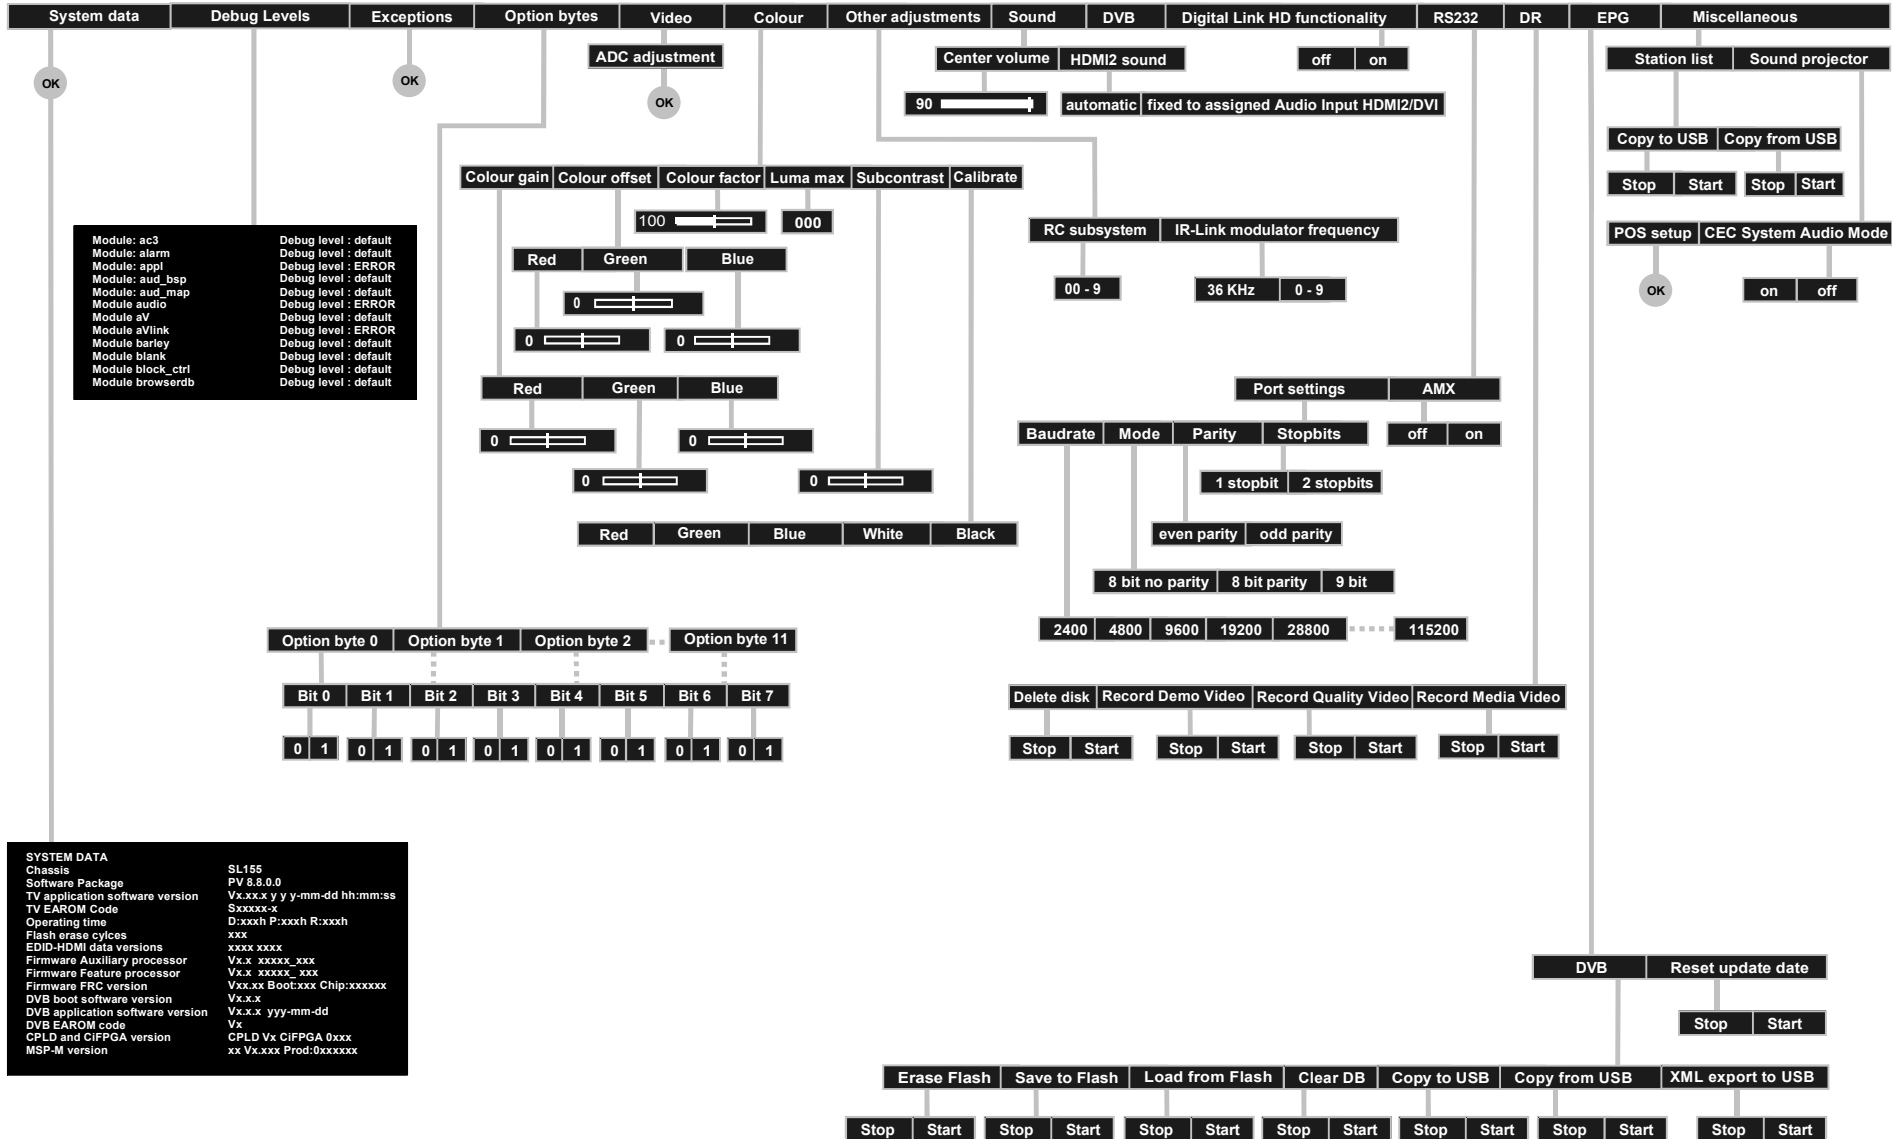 System data Debug Levels Exceptions Option bytes Video Colour Other adjustments Sound DVB Digital Link HD functionality RS232 DR EPG Miscellaneous
ADC adjustment Center volume HDMI2 sound off on Station list Sound projector
OK OK OK
90 automatic fixed to assigned Audio Input HDMI2/DVI
Copy to USB Copy from USB
Stop Start Stop Start
Colour gain Colour offset Colour factor Luma max Subcontrast Calibrate
100 000
RC subsystem IR-Link modulator frequency
POS setup CEC System Audio Mode
Module: ac3 Debug level : default
Module: alarm Debug level : default
Module: appl Debug level : ERROR
Module: aud_bsp Debug level : default
Module: aud_map Debug level : default
Module audio Debug level : ERROR
Module aV Debug level : default
Module aVlink Debug level : ERROR
Module barley Debug level : default
Module blank Debug level : default
Module block_ctrl Debug level : default
Module browserdb Debug level : default
Red Green Blue
0
0 0
00 - 9 36 KHz 0 - 9
OK on off
Red Green Blue
0 0
0 0
Port settings AMX
Baudrate Mode Parity Stopbits off on
1 stopbit 2 stopbits
Red Green Blue White Black
even parity odd parity
8 bit no parity 8 bit parity 9 bit
2400 4800 9600 19200 28800 115200
Option byte 0 Option byte 1 Option byte 2 Option byte 11
Bit 0 Bit 1 Bit 2 Bit 3 Bit 4 Bit 5 Bit 6 Bit 7
0 1 0 1 0 1 0 1 0 1 0 1 0 1 0 1
Delete disk Record Demo Video Record Quality Video Record Media Video
Stop Start Stop Start Stop Start Stop Start
SYSTEM DATA
Chassis SL155
Software Package PV 8.8.0.0
TV application software version Vx.xx.x y y y-mm-dd hh:mm:ss
TV EAROM Code Sxxxxx-x
Operating time D:xxxh P:xxxh R:xxxh
Flash erase cylces xxx
EDID-HDMI data versions xxxx xxxx
Firmware Auxiliary processor Vx.x xxxxx_xxx
Firmware Feature processor Vx.x xxxxx_ xxx
Firmware FRC version Vxx.xx Boot:xxx Chip:xxxxxx
DVB boot software version Vx.x.x
DVB application software version Vx.x.x yyy-mm-dd
DVB EAROM code Vx
CPLD and CiFPGA version CPLD Vx CiFPGA 0xxx
MSP-M version xx Vx.xxx Prod:0xxxxxx
DVB Reset update date
Stop Start
Erase Flash Save to Flash Load from Flash Clear DB Copy to USB Copy from USB XML export to USB
Stop Start Stop Start Stop Start Stop Start Stop Start Stop Start Stop Start